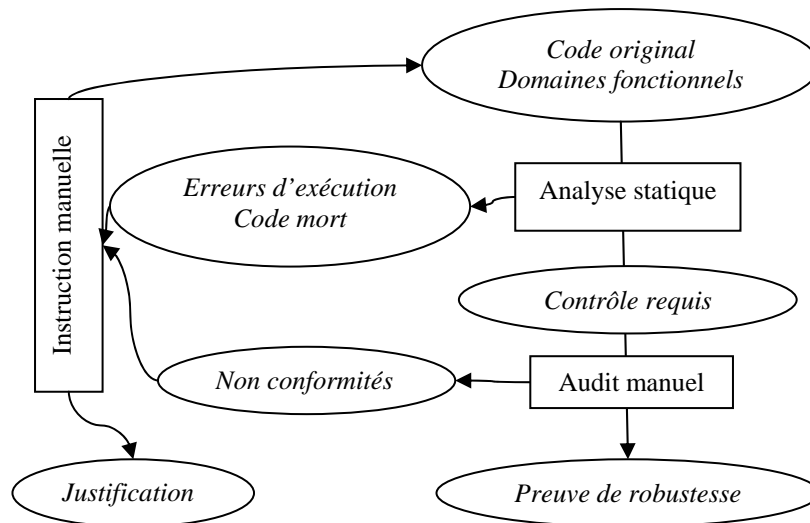 Code original
Domaines fonctionnels
Instruction manuelle
Erreurs d’exécution
Code mort
Analyse statique
Contrôle requis
Non conformités
Audit manuel
Justification
Preuve de robustesse